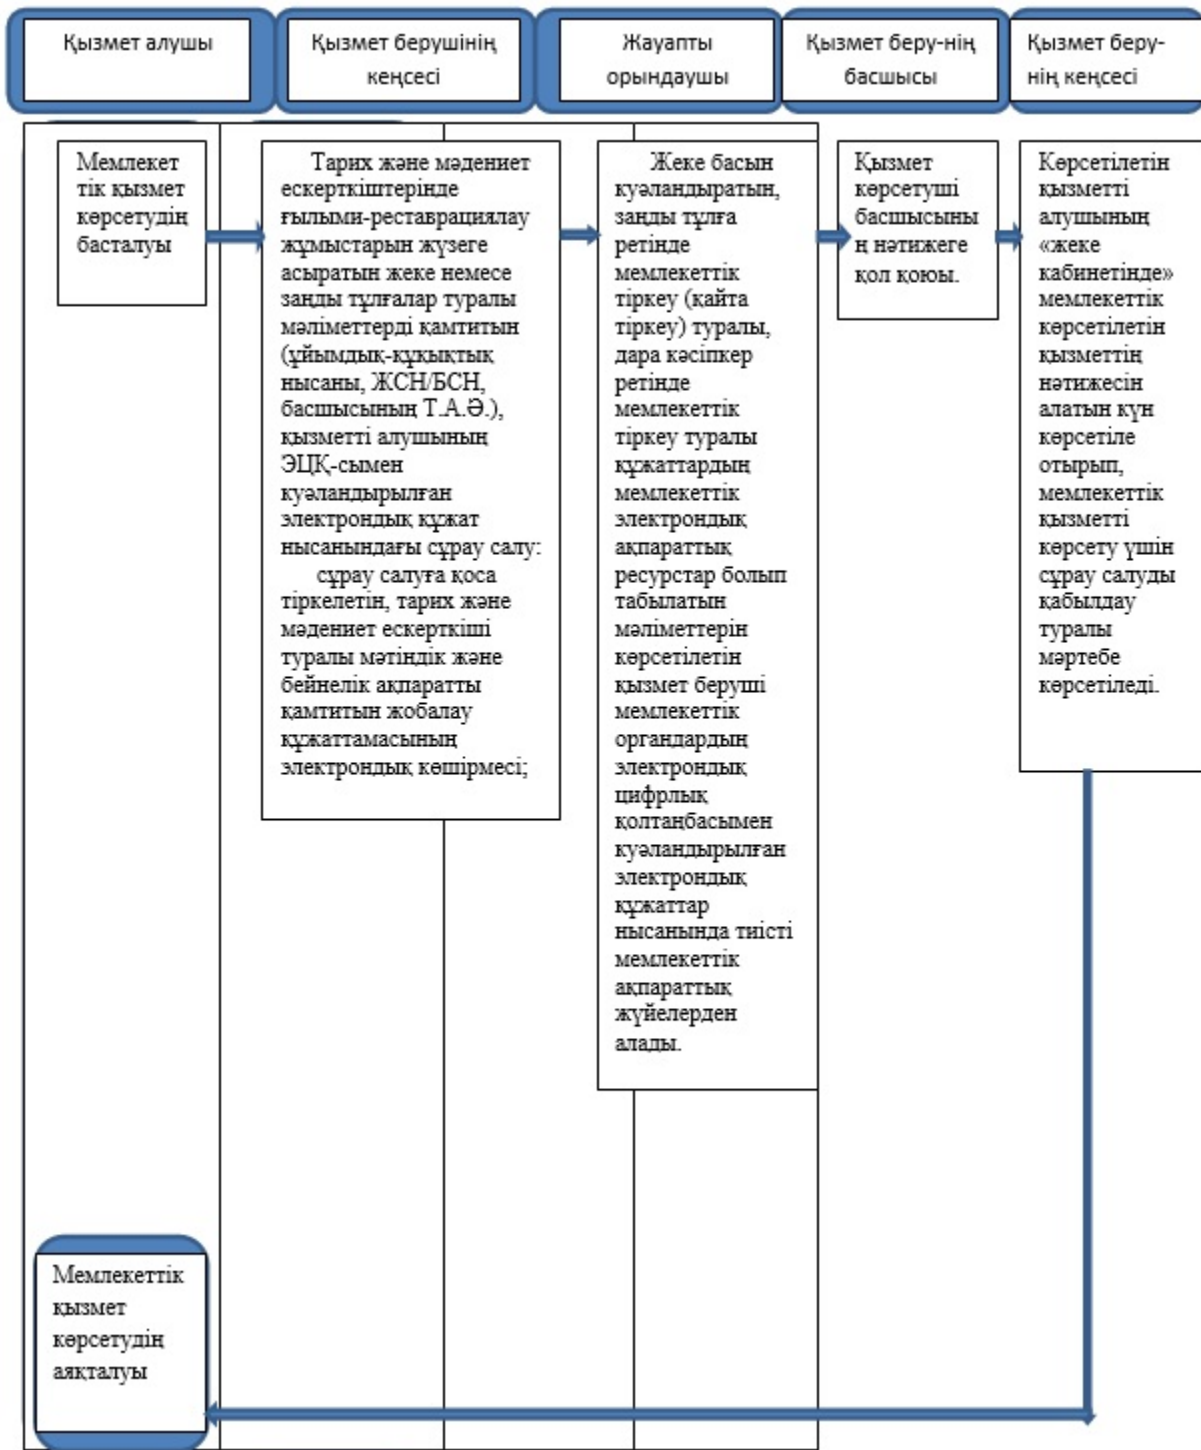 Қызмет алушы
Қызмет берушінің
кеңсесі
Жауапты
орындаушы
Қызмет беру-нің
басшысы
Қызмет беру-
нің кеңсесі
Мемлекет
тік қызмет
көрсетудің
басталуы
Тарих және мәдениет
ескерткіштерінде
ғылыми-реставрациялау
жұмыстарын жүзеге
асыратын жеке немесе
заңды тұлғалар туралы
мәліметтерді қамтитын
(ұйымдық-құқықтық
нысаны, ЖСН/БСН,
басшысының Т.А.Ә.),
қызметті алушының
ЭЦҚ-сымен
куәландырылған
электрондық құжат
нысанындағы сұрау салу:
сұрау салуға қоса
тіркелетін, тарих және
мәдениет ескерткіші
туралы мәтіндік және
бейнелік ақпаратты
қамтитын жобалау
құжаттамасының
электрондық көшірмесі;
Жеке басын
куәландыратын,
заңды тұлға
ретінде
мемлекеттік
тіркеу (қайта
тіркеу) туралы,
дара кәсіпкер
ретінде
мемлекеттік
тіркеу туралы
құжаттардың
мемлекеттік
электрондық
ақпараттық
ресурстар болып
табылатын
мәліметтерін
көрсетілетін
қызмет беруші
мемлекеттік
органдардың
электрондық
цифрлық
қолтаңбасымен
куәландырылған
электрондық
құжаттар
нысанында тиісті
мемлекеттік
ақпараттық
жүйелерден
алады.
Қызмет
көрсетуші
басшысыны
ң нәтижеге
қол қоюы.
Көрсетілетін
қызметті
алушының
«жеке
кабинетінде»
мемлекеттік
көрсетілетін
қызметтің
нәтижесін
алатын күн
көрсетіле
отырып,
мемлекеттік
қызметті
көрсету үшін
сұрау салуды
қабылдау
туралы
мәртебе
көрсетіледі.
Мемлекеттік
қызмет
көрсетудің
аяқталуы